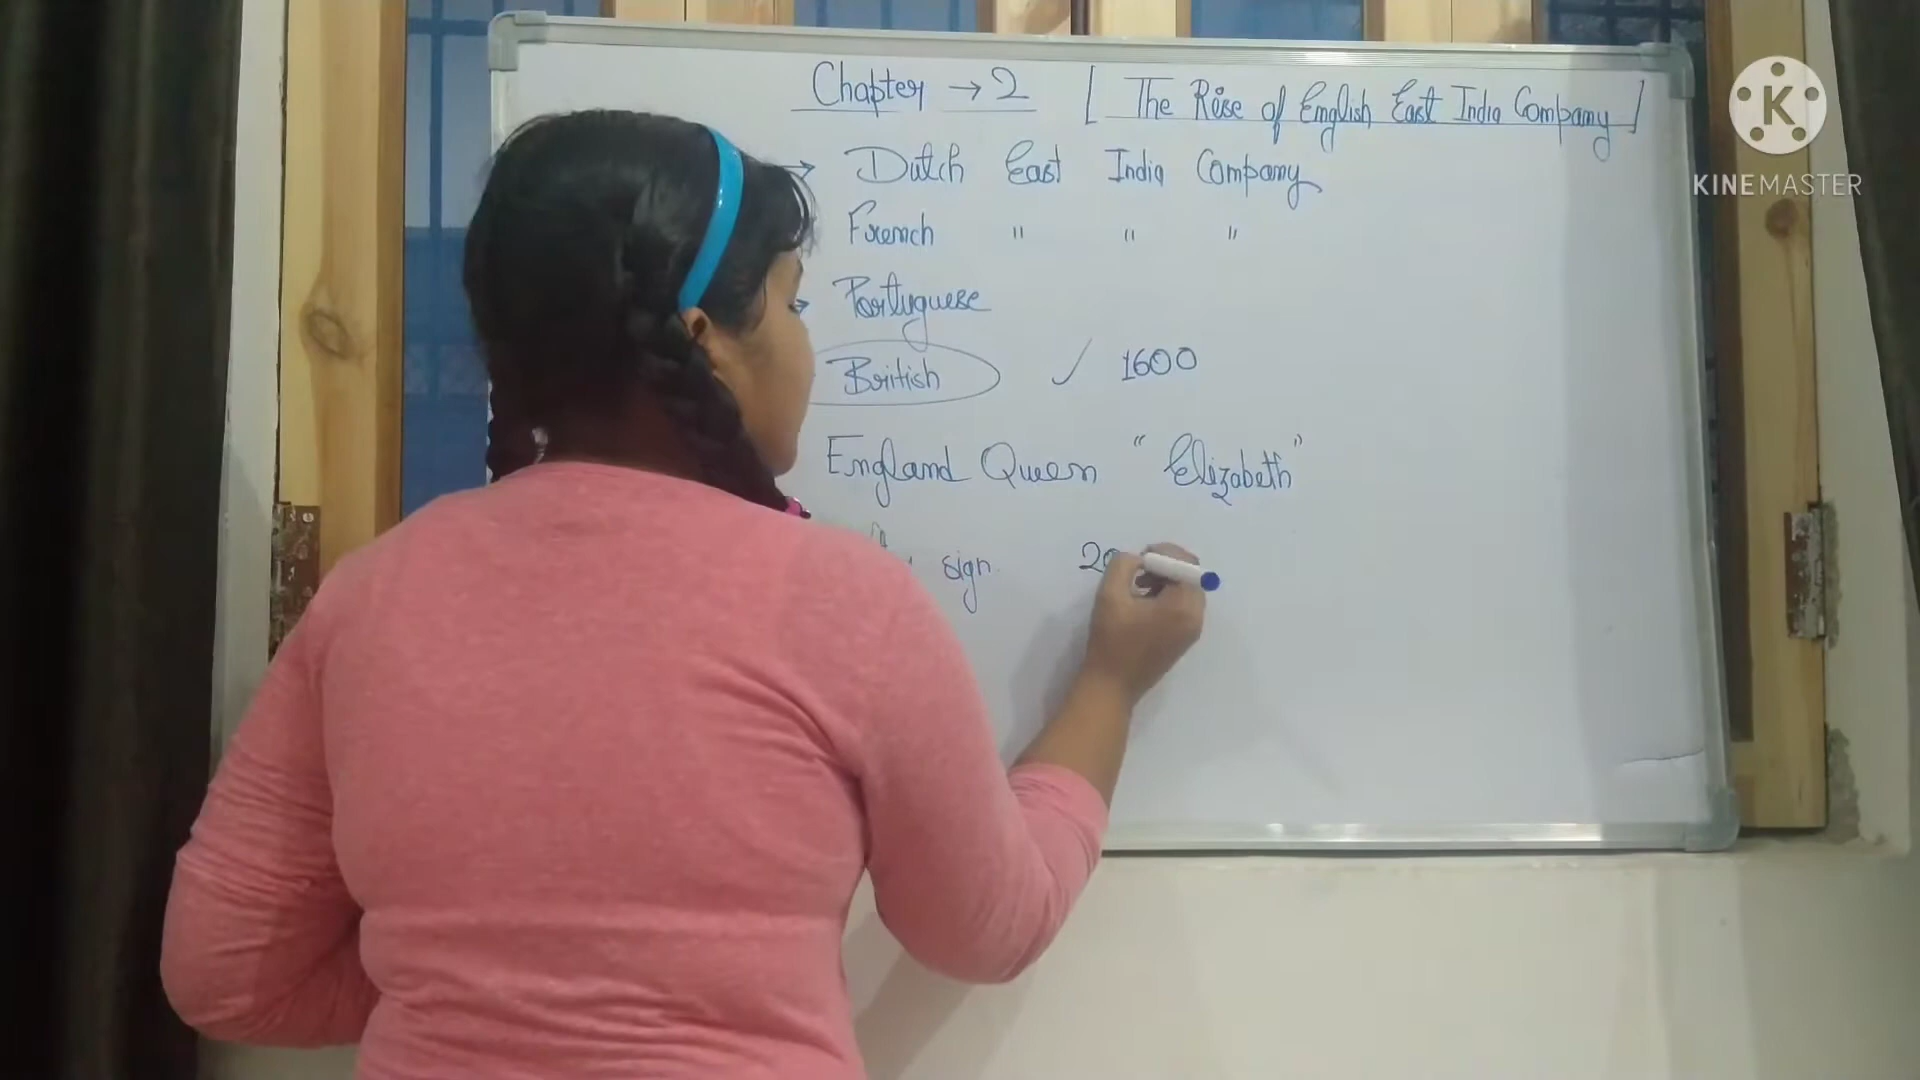 Chapter → 2 [ The Rise of English East India Company ]
→ Dutch East India Company
French " " "
→ Portuguese
British ✓ 1600
England Queen " Elizabeth "
sign. 20
KINEMASTER